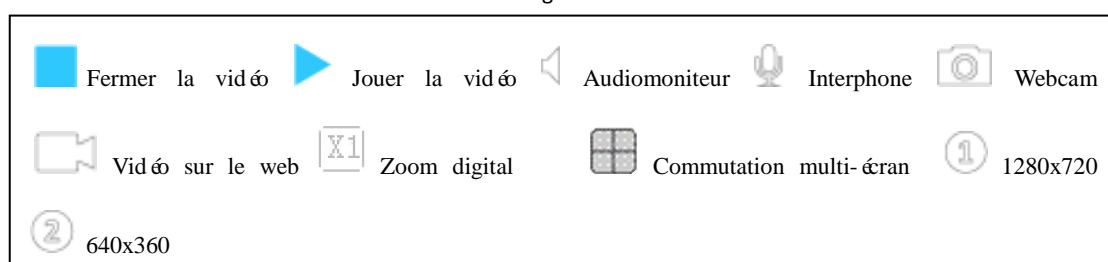 Fermer la vidéo Jouer la vidéo Audiomoniteur Interphone Webcam
Vidéo sur le web X1 Zoom digital Commutation multi-écran 1 1280x720
2 640x360